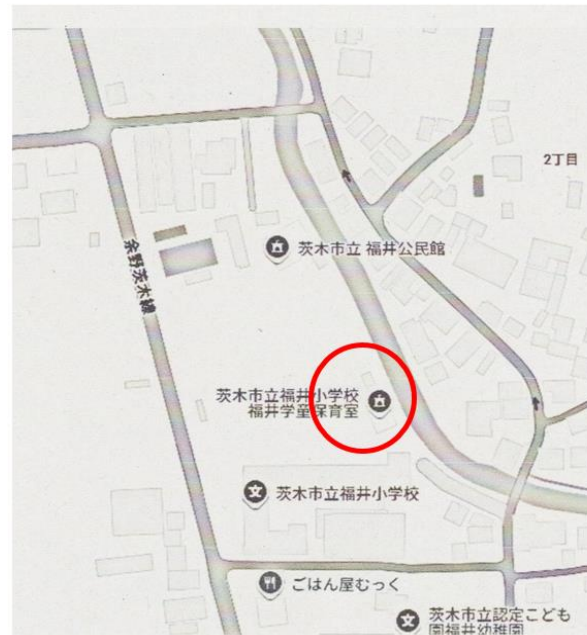 2丁目
茨木市立 福井公民館
余野茨木線
茨木市立福井小学校
福井学童保育室
茨木市立福井小学校
ごはん屋むっく
茨木市立認定こども
園福井幼稚園